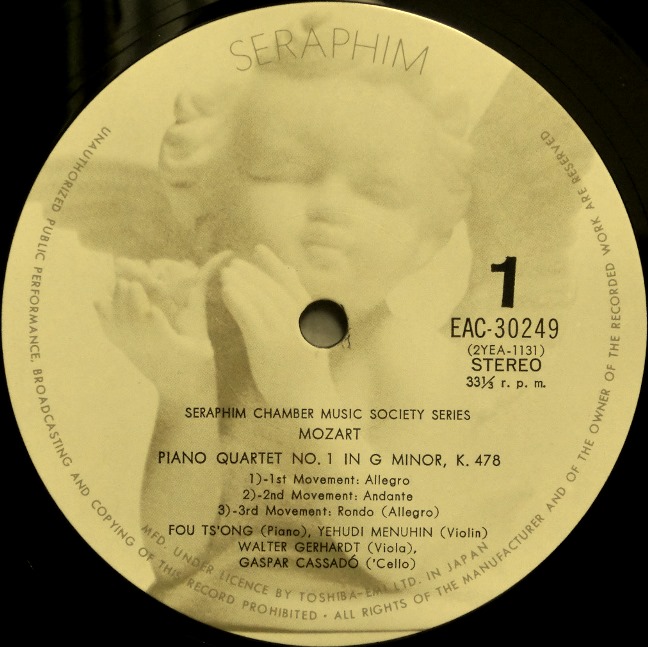 SERAPHIM
1
EAC-30249
(2YEA-1131)
STEREO
33⅓ r. p. m.
SERAPHIM CHAMBER MUSIC SOCIETY SERIES
MOZART
PIANO QUARTET NO. 1 IN G MINOR, K. 478
1)-1st Movement: Allegro
2)-2nd Movement: Andante
3)-3rd Movement: Rondo (Allegro)
FOU TS'ONG (Piano), YEHUDI MENUHIN (Violin)
WALTER GERHARDT (Viola),
GASPAR CASSADÓ ('Cello)
MFD. UNDER LICENCE BY TOSHIBA-EMI LTD. IN JAPAN
UNAUTHORIZED PUBLIC PERFORMANCE, BROADCASTING AND COPYING OF THIS RECORD PROHIBITED · ALL RIGHTS OF THE MANUFACTURER AND OF THE OWNER OF THE RECORDED WORK ARE RESERVED